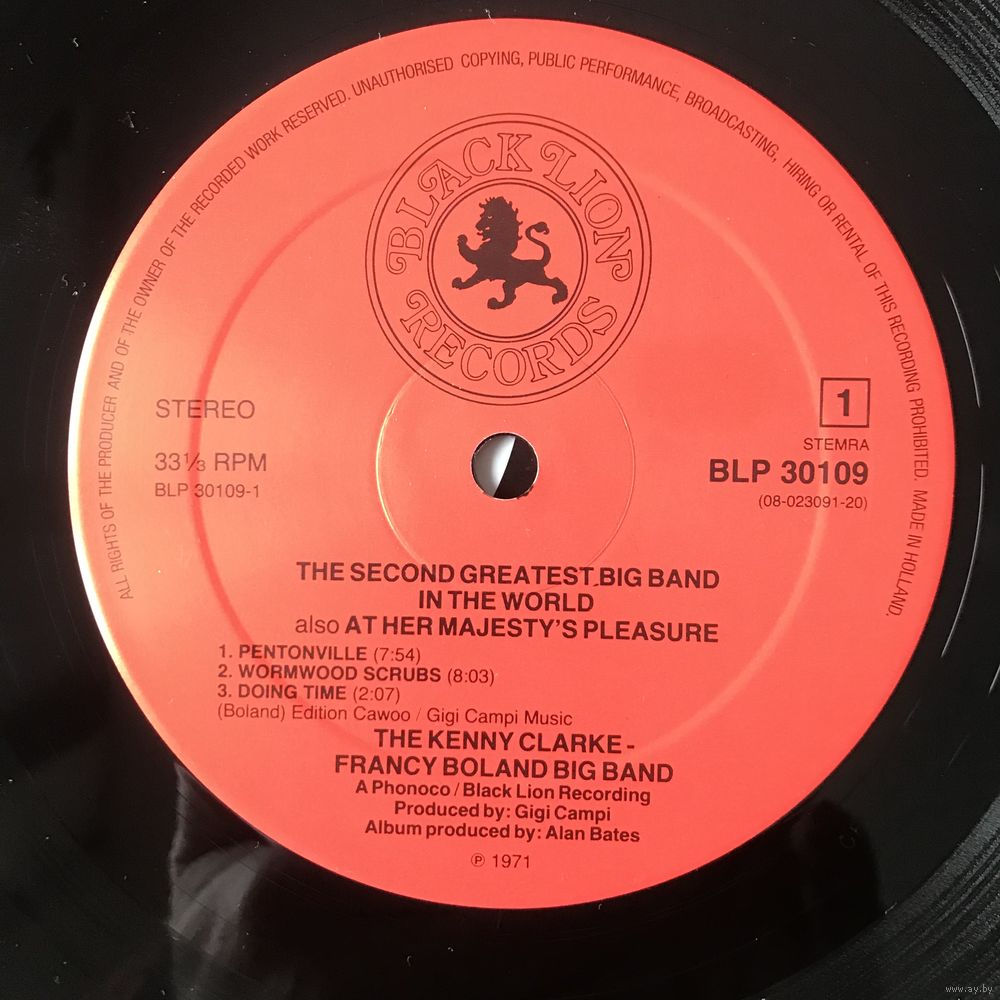 ALL RIGHTS OF THE PRODUCER AND OF THE OWNER OF THE RECORDED WORK RESERVED. UNAUTHORISED COPYING, PUBLIC PERFORMANCE, BROADCASTING, HIRING OR RENTAL OF THIS RECORDING PROHIBITED. MADE IN HOLLAND.
BLACK LION
RECORDS
STEREO
33⅓ RPM
BLP 30109-1
1
STEMRA
BLP 30109
(08-023091-20)
THE SECOND GREATEST BIG BAND
IN THE WORLD
also AT HER MAJESTY'S PLEASURE
1. PENTONVILLE (7:54)
2. WORMWOOD SCRUBS (8:03)
3. DOING TIME (2:07)
(Boland) Edition Cawoo / Gigi Campi Music
THE KENNY CLARKE -
FRANCY BOLAND BIG BAND
A Phonoco / Black Lion Recording
Produced by: Gigi Campi
Album produced by: Alan Bates
℗ 1971
www.ay.by